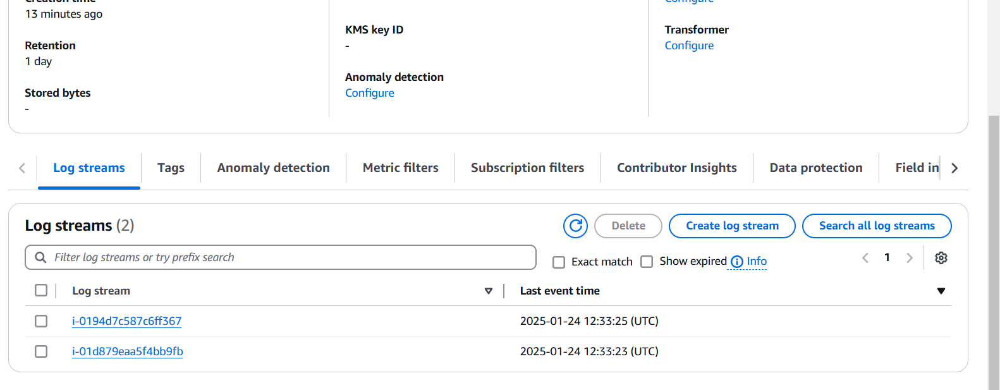 Creation time
13 minutes ago
Configure
KMS key ID
Transformer
-
Configure
Retention
1 day
Anomaly detection
Configure
Stored bytes
-
Log streams
Tags
Anomaly detection
Metric filters
Subscription filters
Contributor Insights
Data protection
Field in
Log streams (2)
Delete
Create log stream
Search all log streams
Filter log streams or try prefix search
Exact match
Show expired
Info
1
Log stream
Last event time
i-0194d7c587c6ff367
2025-01-24 12:33:25 (UTC)
i-01d879eaa5f4bb9fb
2025-01-24 12:33:23 (UTC)